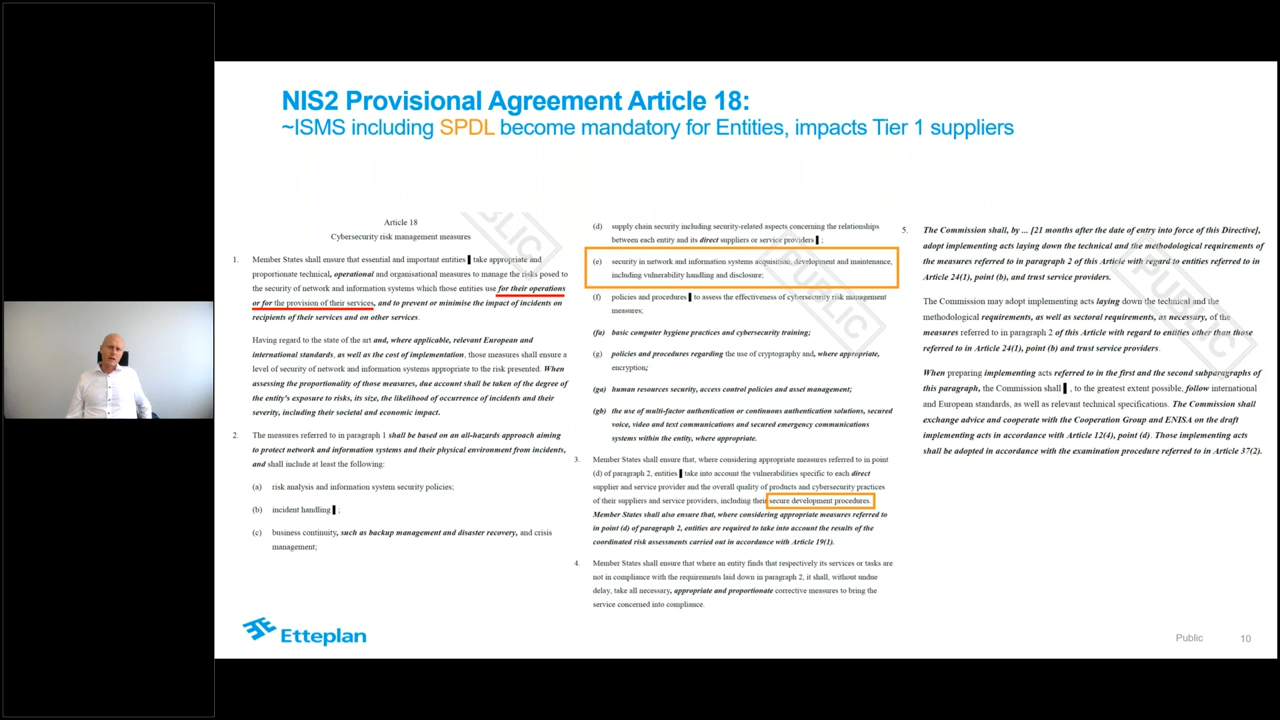 NIS2 Provisional Agreement Article 18:
~ISMS including SPDL become mandatory for Entities, impacts Tier 1 suppliers
Article 18
Cybersecurity risk management measures
1. Member States shall ensure that essential and important entities take appropriate and
proportionate technical, operational and organisational measures to manage the risks posed to
the security of network and information systems which those entities use for their operations
or for the provision of their services, and to prevent or minimise the impact of incidents on
recipients of their services and on other services.
Having regard to the state of the art and, where applicable, relevant European and
international standards, as well as the cost of implementation, those measures shall ensure a
level of security of network and information systems appropriate to the risk presented. When
assessing the proportionality of those measures, due account shall be taken of the degree of
the entity's exposure to risks, its size, the likelihood of occurrence of incidents and their
severity, including their societal and economic impact.
2. The measures referred to in paragraph 1 shall be based on an all-hazards approach aiming
to protect network and information systems and their physical environment from incidents,
and shall include at least the following:
(a) risk analysis and information system security policies;
(b) incident handling ;
(c) business continuity, such as backup management and disaster recovery, and crisis
management;
(d) supply chain security including security-related aspects concerning the relationships
between each entity and its direct suppliers or service providers ;
(e) security in network and information systems acquisition, development and maintenance,
including vulnerability handling and disclosure;
(f) policies and procedures to assess the effectiveness of cybersecurity risk management
measures;
(fa) basic computer hygiene practices and cybersecurity training;
(g) policies and procedures regarding the use of cryptography and, where appropriate,
encryption;
(ga) human resources security, access control policies and asset management;
(gb) the use of multi-factor authentication or continuous authentication solutions, secured
voice, video and text communications and secured emergency communications
systems within the entity, where appropriate.
3. Member States shall ensure that, where considering appropriate measures referred to in point
(d) of paragraph 2, entities take into account the vulnerabilities specific to each direct
supplier and service provider and the overall quality of products and cybersecurity practices
of their suppliers and service providers, including their secure development procedures.
Member States shall also ensure that, where considering appropriate measures referred to
in point (d) of paragraph 2, entities are required to take into account the results of the
coordinated risk assessments carried out in accordance with Article 19(1).
4. Member States shall ensure that where an entity finds that respectively its services or tasks are
not in compliance with the requirements laid down in paragraph 2, it shall, without undue
delay, take all necessary, appropriate and proportionate corrective measures to bring the
service concerned into compliance.
5. The Commission shall, by ... [21 months after the date of entry into force of this Directive],
adopt implementing acts laying down the technical and the methodological requirements of
the measures referred to in paragraph 2 of this Article with regard to entities referred to in
Article 24(1), point (b), and trust service providers.
The Commission may adopt implementing acts laying down the technical and the
methodological requirements, as well as sectoral requirements, as necessary, of the
measures referred to in paragraph 2 of this Article with regard to entities other than those
referred to in Article 24(1), point (b) and trust service providers.
When preparing implementing acts referred to in the first and the second subparagraphs of
this paragraph, the Commission shall , to the greatest extent possible, follow international
and European standards, as well as relevant technical specifications. The Commission shall
exchange advice and cooperate with the Cooperation Group and ENISA on the draft
implementing acts in accordance with Article 12(4), point (d). Those implementing acts
shall be adopted in accordance with the examination procedure referred to in Article 37(2).
PUBLIC
PUBLIC
PUBLIC
Etteplan
Public 10